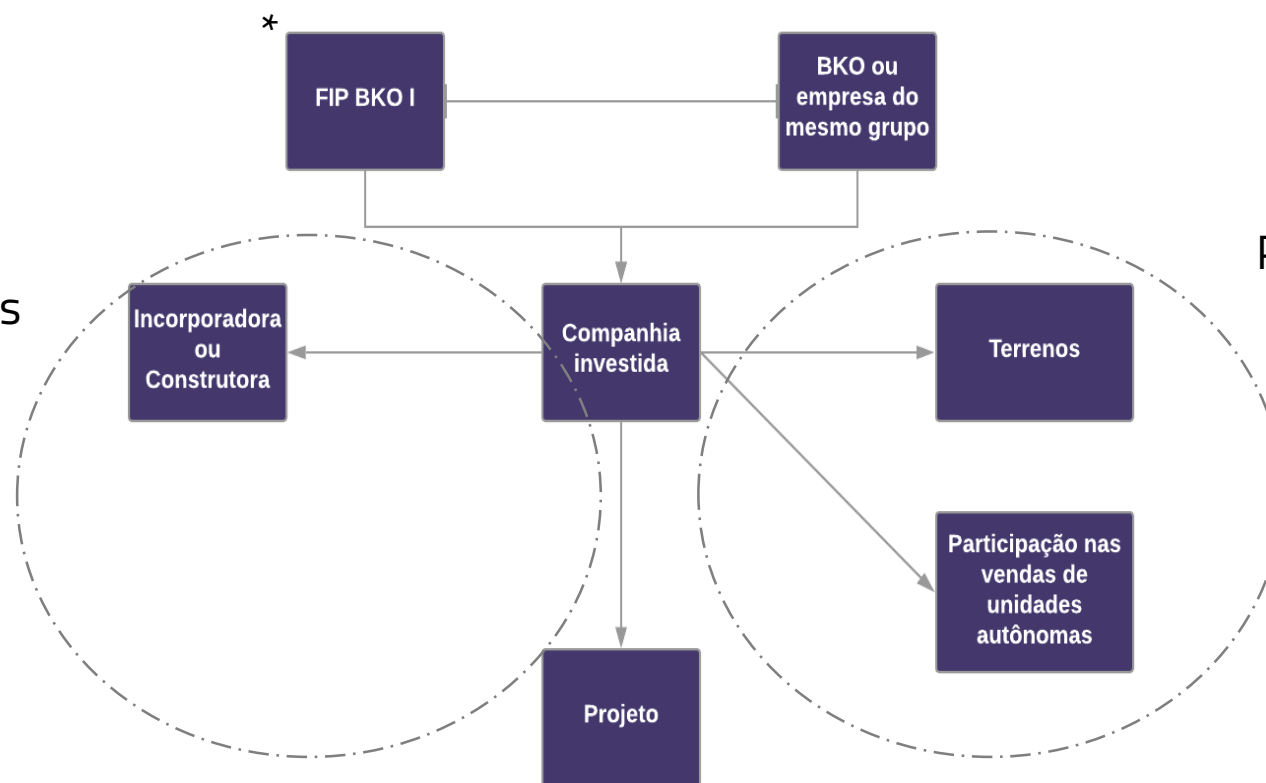 *
FIP BKO I
BKO ou
empresa do
mesmo grupo
s
Incorporadora
ou
Construtora
Companhia
investida
Terrenos
Participação nas
vendas de
unidades
autônomas
Projeto